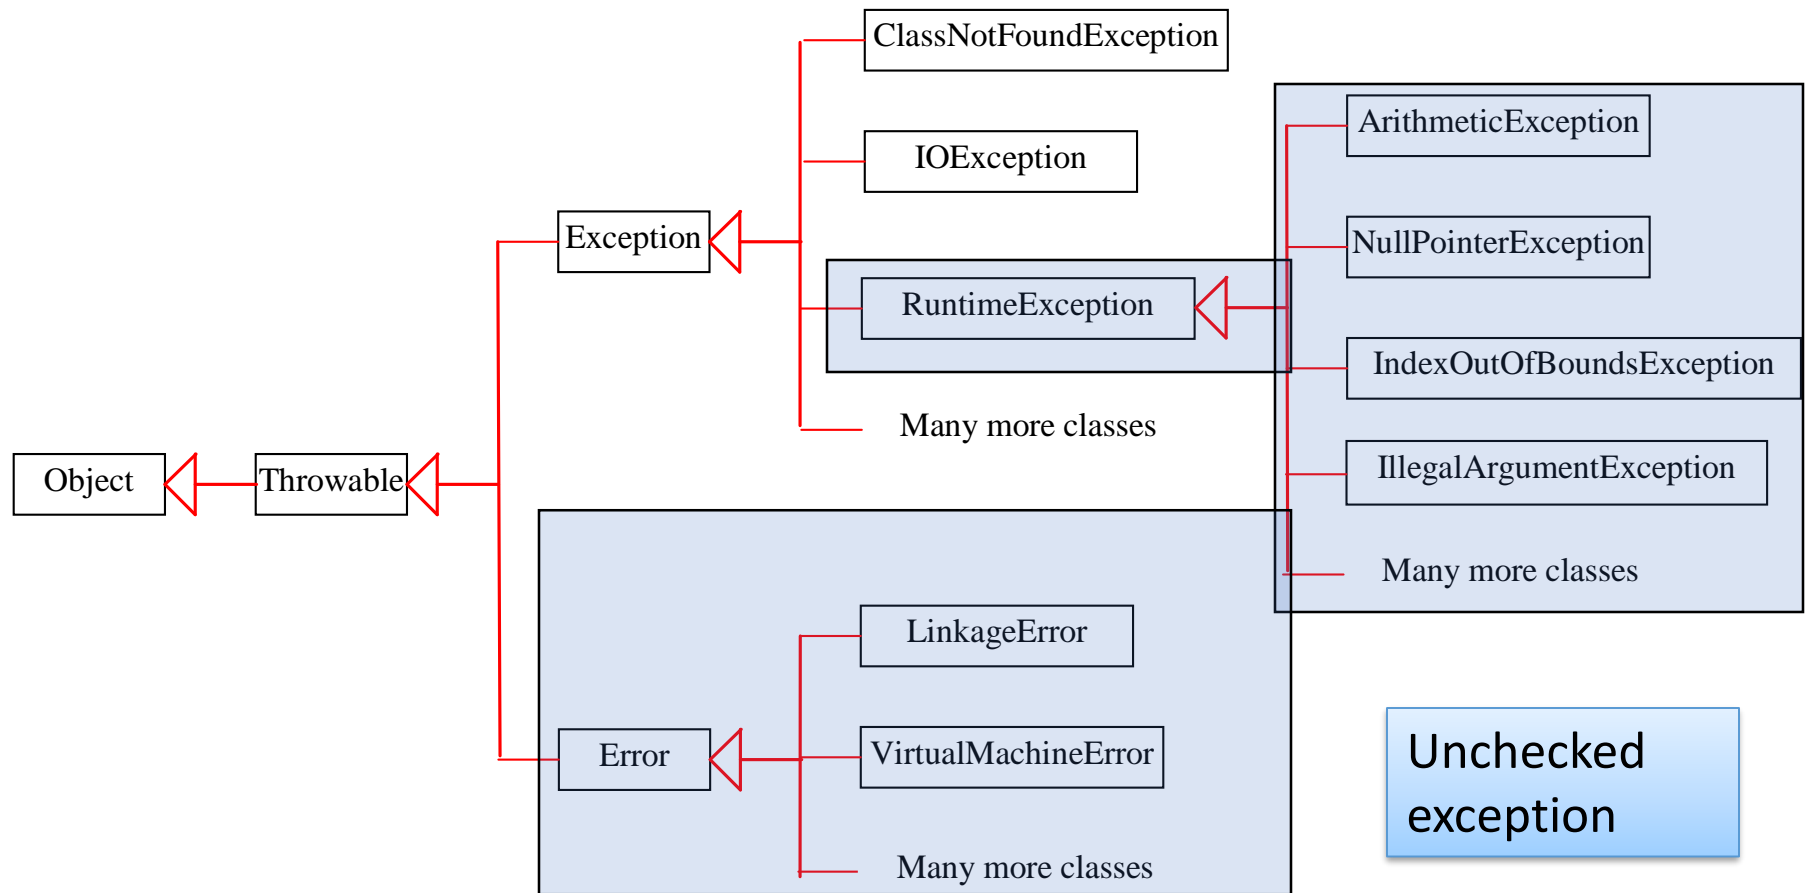 ClassNotFoundException
ArithmeticException
IOException
Exception
NullPointerException
RuntimeException
IndexOutOfBoundsException
Many more classes
Object
Throwable
IllegalArgumentException
Many more classes
LinkageError
Error
VirtualMachineError
Many more classes
Unchecked
exception